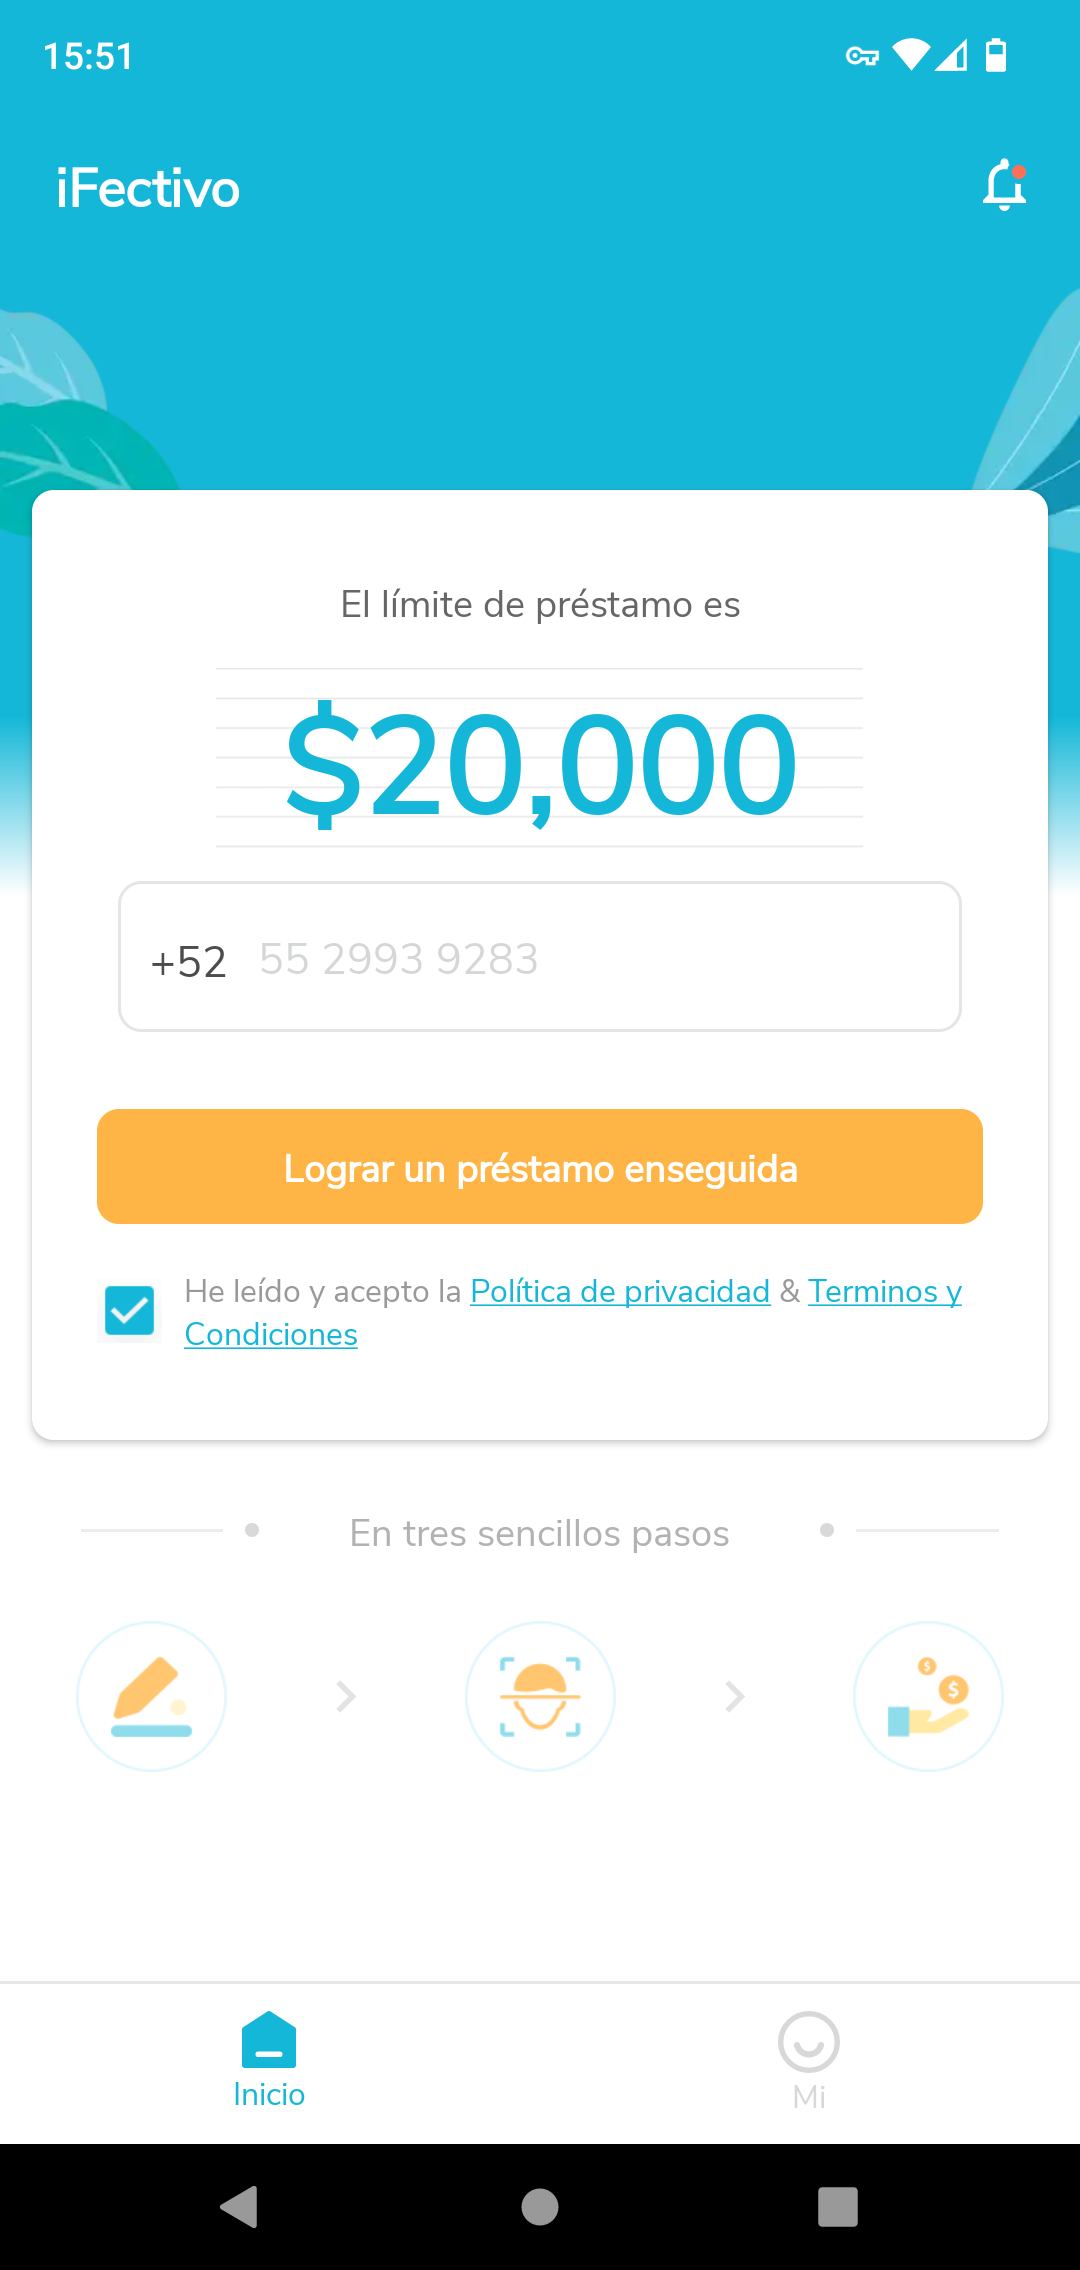 15:51
iFectivo
El límite de préstamo es
$20,000
+52 55 2993 9283
Lograr un préstamo enseguida
He leído y acepto la Política de privacidad & Terminos y
Condiciones
En tres sencillos pasos
Inicio
Mi